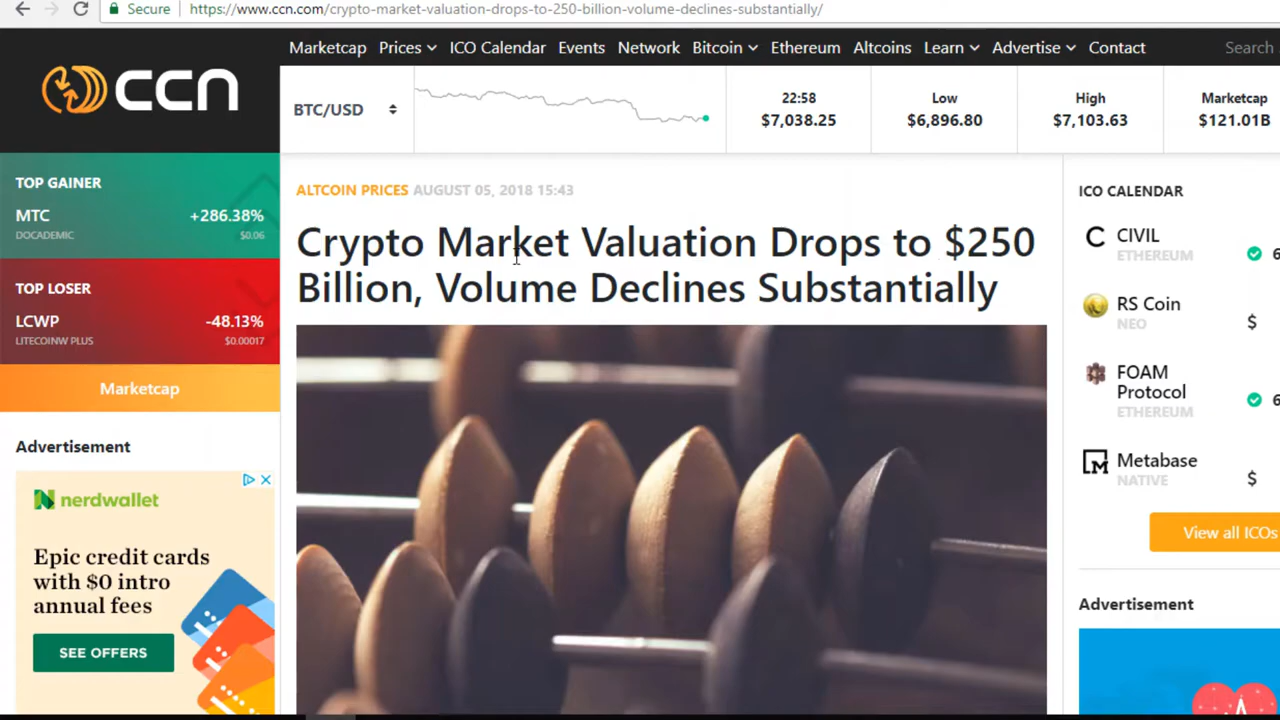 Secure https://www.ccn.com/crypto-market-valuation-drops-to-250-billion-volume-declines-substantially/
Marketcap Prices ICO Calendar Events Network Bitcoin Ethereum Altcoins Learn Advertise Contact Search
CCN
BTC/USD
22:58
$7,038.25
Low
$6,896.80
High
$7,103.63
Marketcap
$121.01B
TOP GAINER
MTC +286.38%
DOCADEMIC $0.06
TOP LOSER
LCWP -48.13%
LITECOINW PLUS $0.00017
Marketcap
Advertisement
nerdwallet
Epic credit cards
with $0 intro
annual fees
SEE OFFERS
ALTCOIN PRICES AUGUST 05, 2018 15:43
Crypto Market Valuation Drops to $250
Billion, Volume Declines Substantially
ICO CALENDAR
CIVIL
ETHEREUM
6
RS Coin
NEO
$
FOAM
Protocol
ETHEREUM
6
Metabase
NATIVE
$
View all ICOs
Advertisement